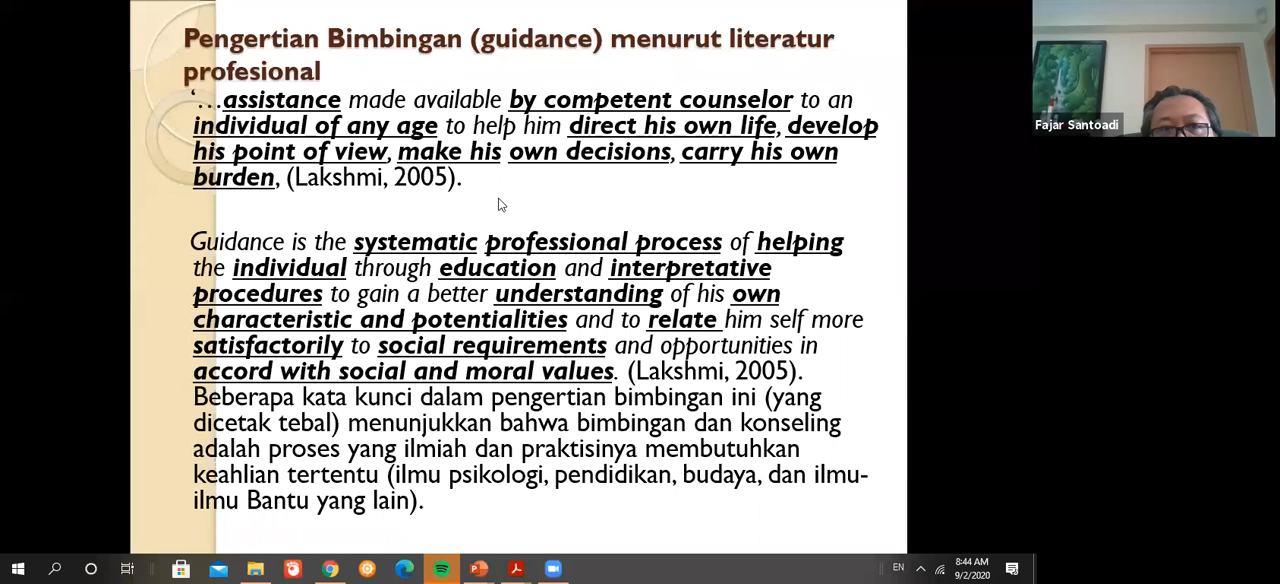 Pengertian Bimbingan (guidance) menurut literatur
profesional
‘…assistance made available by competent counselor to an
individual of any age to help him direct his own life, develop
his point of view, make his own decisions, carry his own
burden, (Lakshmi, 2005).
Guidance is the systematic professional process of helping
the individual through education and interpretative
procedures to gain a better understanding of his own
characteristic and potentialities and to relate him self more
satisfactorily to social requirements and opportunities in
accord with social and moral values. (Lakshmi, 2005).
Beberapa kata kunci dalam pengertian bimbingan ini (yang
dicetak tebal) menunjukkan bahwa bimbingan dan konseling
adalah proses yang ilmiah dan praktisinya membutuhkan
keahlian tertentu (ilmu psikologi, pendidikan, budaya, dan ilmu-
ilmu Bantu yang lain).
Fajar Santoadi
EN
8:44 AM
9/2/2020